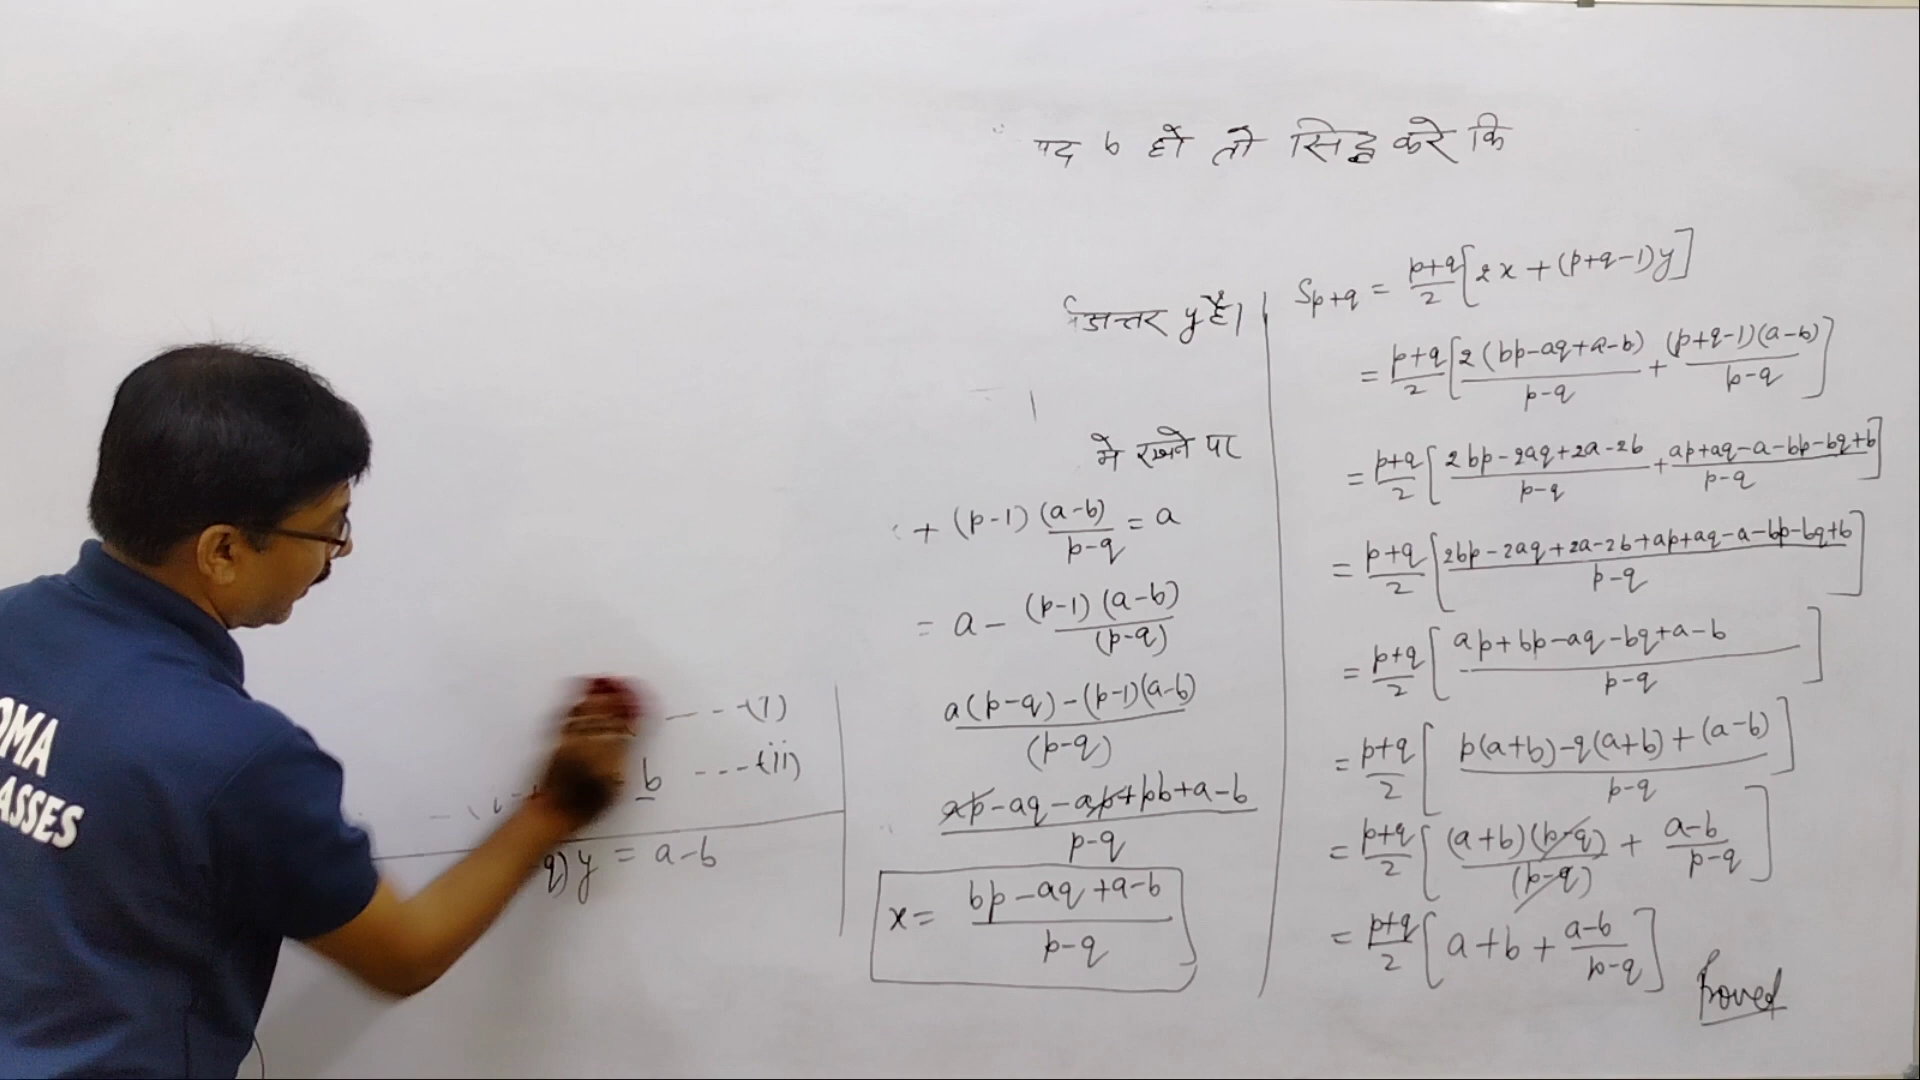 पद b हो तो सिद्ध करे कि
अन्तर y है।
मे रखने पर
+ (p-1) (a-b)/(p-q) = a
= a - (p-1) (a-b)/(p-q)
a(p-q) - (p-1)(a-b)/(p-q)
ap - aq - ap + pb + a - b/p-q
x = bp - aq + a - b/p-q
---(i)
b ---(ii)
q)y = a-b
Sp+q = p+q/2 [2x + (p+q-1)y]
= p+q/2 [2(bp-aq+a-b)/p-q + (p+q-1)(a-b)/p-q]
= p+q/2 [2bp-2aq+2a-2b/p-q + ap+aq-a-bp-bq+b/p-q]
= p+q/2 [2bp-2aq+2a-2b+ap+aq-a-bp-bq+b/p-q]
= p+q/2 [ap+bp-aq-bq+a-b/p-q]
= p+q/2 [p(a+b)-q(a+b)+(a-b)/p-q]
= p+q/2 [(a+b)(p-q)/(p-q) + a-b/p-q]
= p+q/2 [a+b + a-b/p-q]
Proved
OMA
ASSES